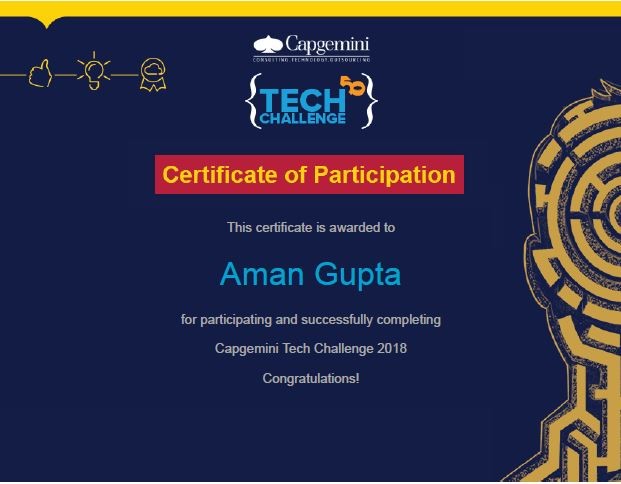 Capgemini
CONSULTING.TECHNOLOGY.OUTSOURCING
{TECH
CHALLENGE}
Certificate of Participation
This certificate is awarded to
Aman Gupta
for participating and successfully completing
Capgemini Tech Challenge 2018
Congratulations!